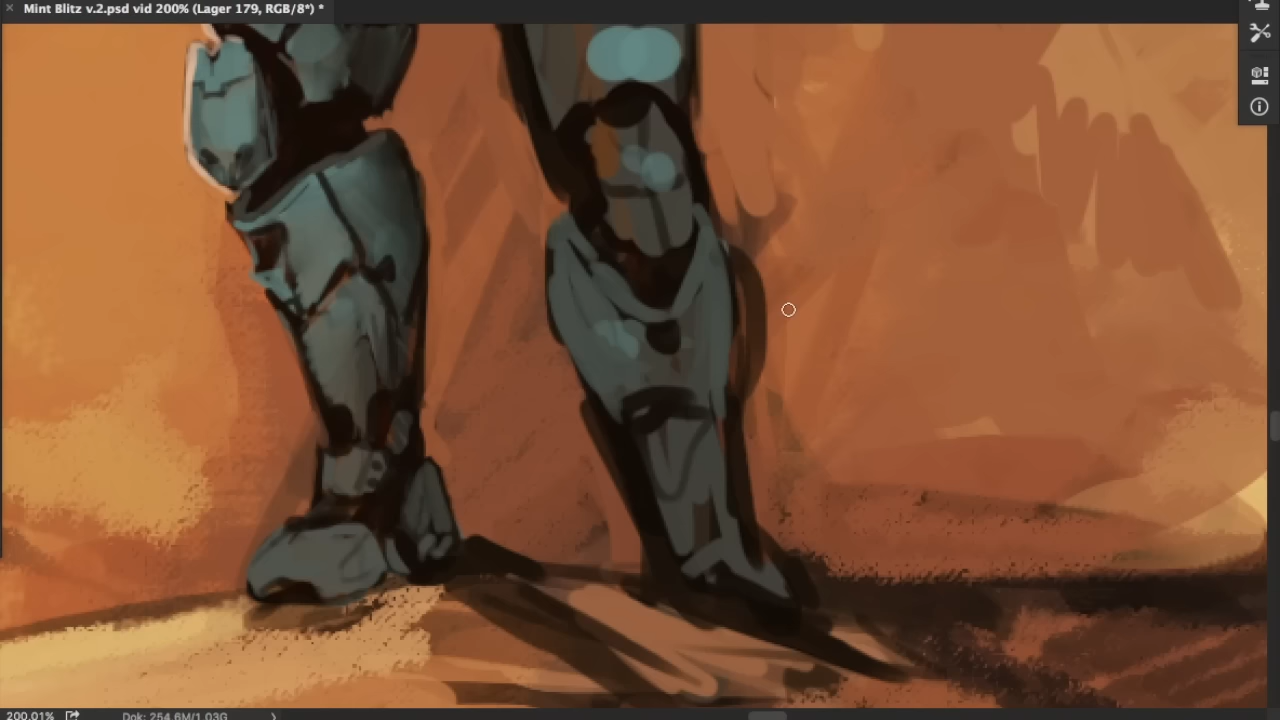 Mint Blitz v.2.psd vid 200% (Lager 179, RGB/8*) *
200,01% Dok: 254,6M/1,03G